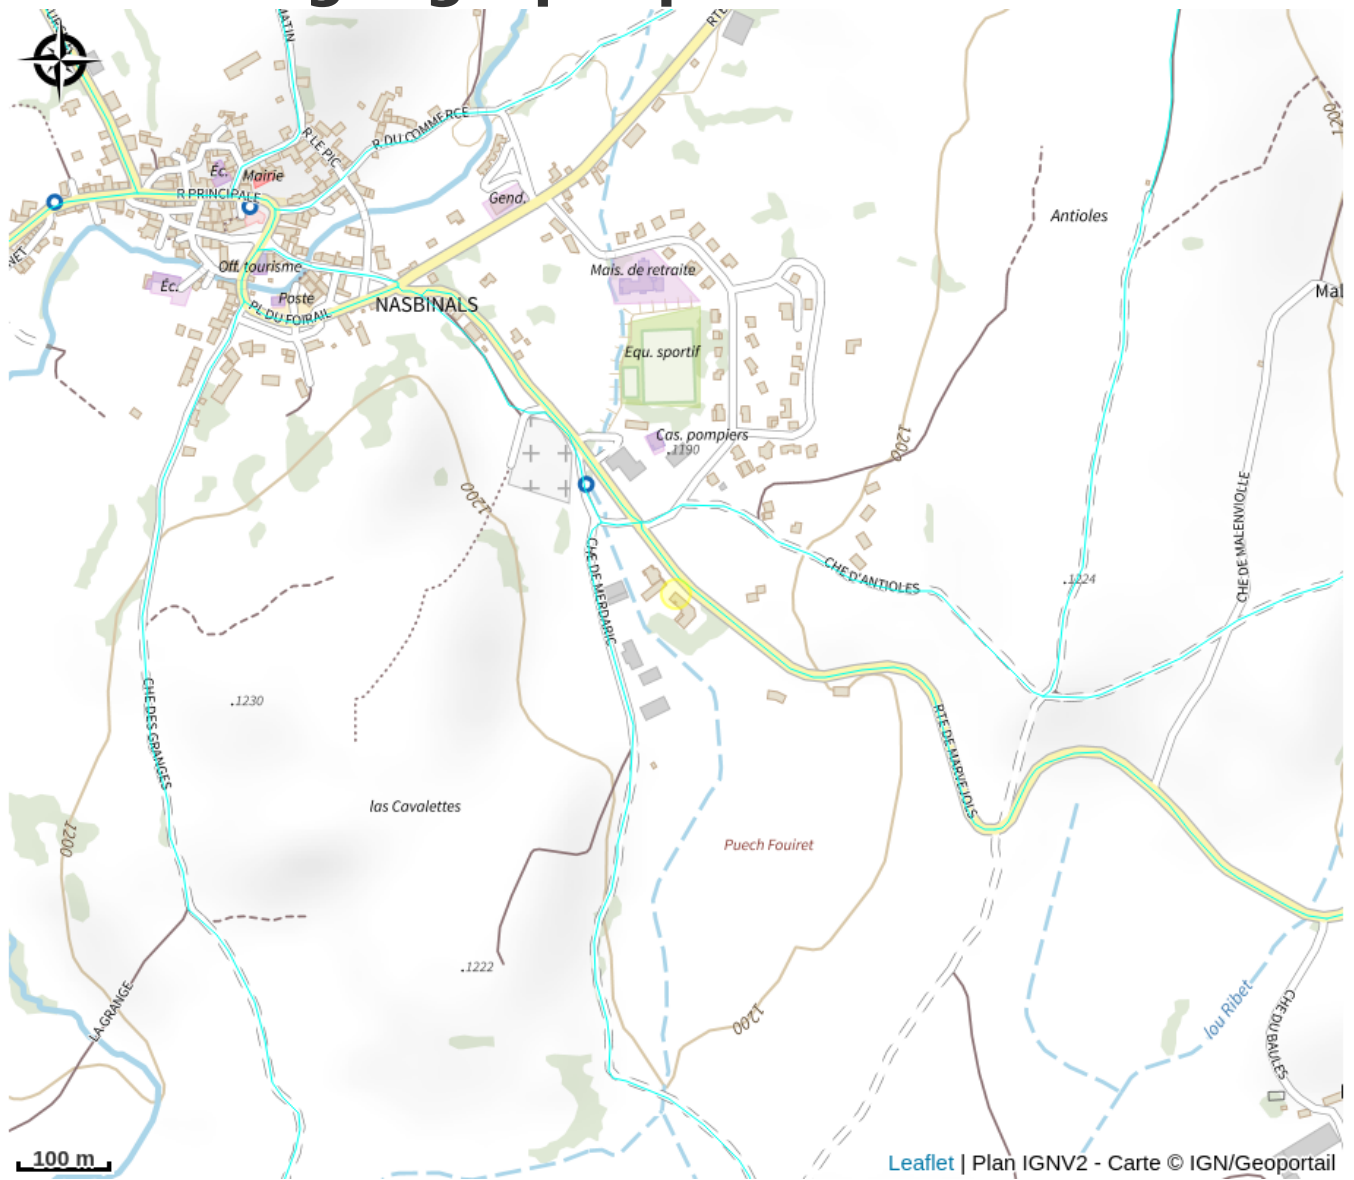 MATIN
RTE
R LE PIC
R DU COMMERCE
1200
Éc.
Mairie
R PRINCIPALE
Gend.
Antioles
NET
Off. tourisme
Mais. de retraite
Éc.
Poste
NASBINALS
Mal
PL DU FOIRAIL
Equ. sportif
Cas. pompiers
1190
1200
1200
CHE DE MALENVIOLLE
CHE D'ANTIOLES
1224
CHE DE MERDARIC
1230
CHE DES GRANGES
RTE DE MARVEJOLS
las Cavalettes
Puech Fouiret
1200
1222
LA GRANGE
1200
lou Ribet
CHE DU BAULES
100 m
Leaflet | Plan IGNV2 - Carte © IGN/Geoportail